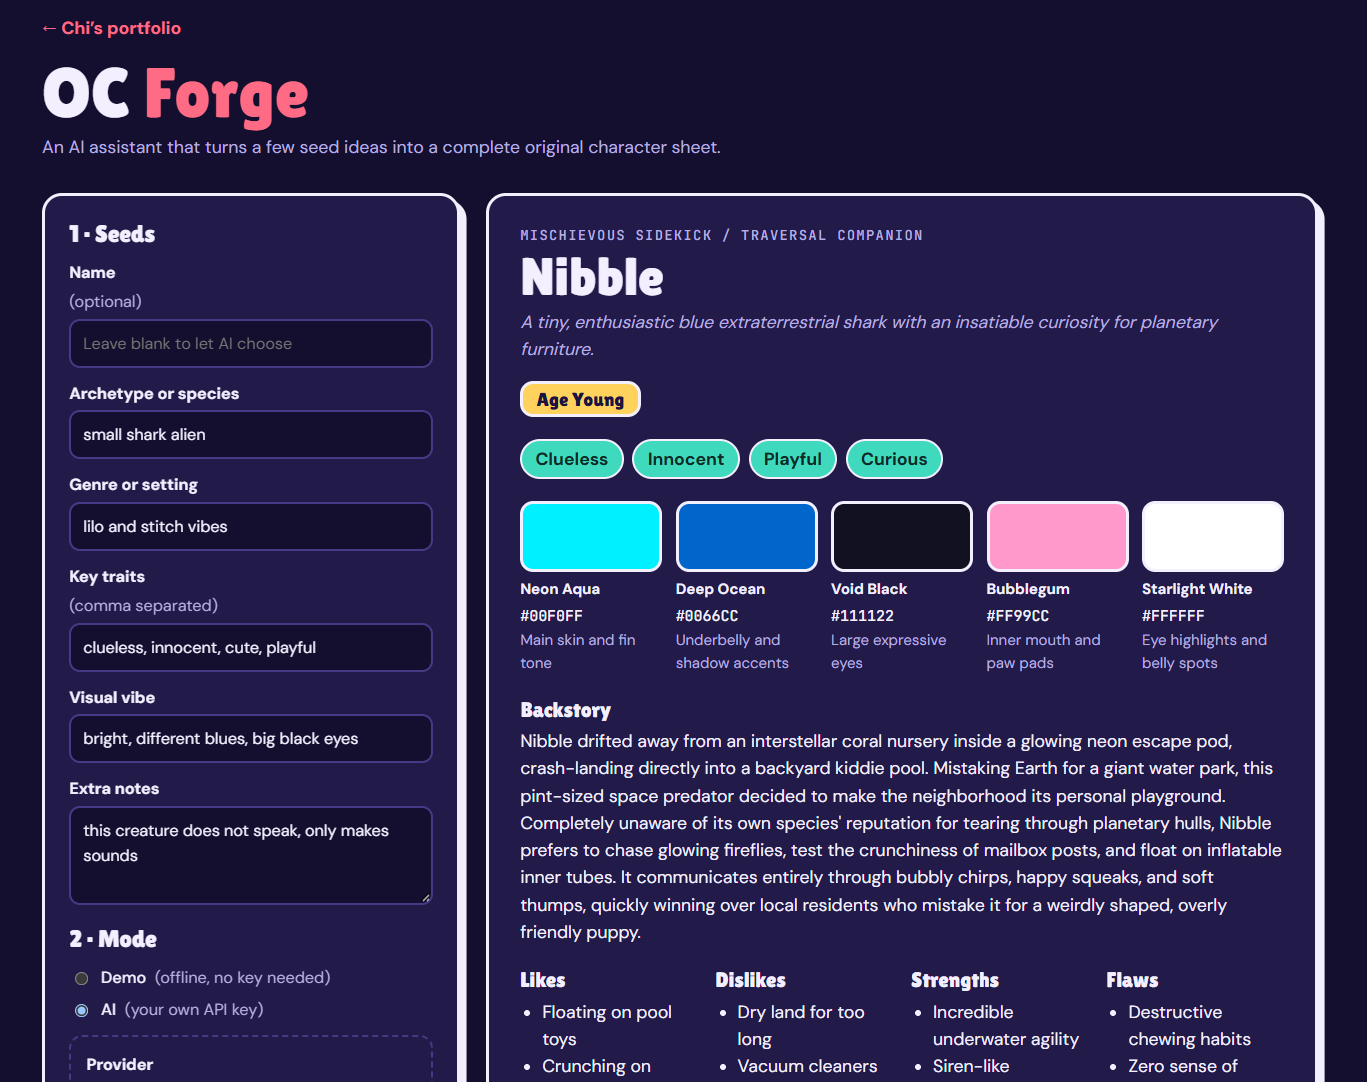 ← Chi's portfolio
OC Forge
An AI assistant that turns a few seed ideas into a complete original character sheet.
1 · Seeds
Name
(optional)
Leave blank to let AI choose
Archetype or species
small shark alien
Genre or setting
lilo and stitch vibes
Key traits
(comma separated)
clueless, innocent, cute, playful
Visual vibe
bright, different blues, big black eyes
Extra notes
this creature does not speak, only makes
sounds
2 · Mode
Demo (offline, no key needed)
AI (your own API key)
Provider
MISCHIEVOUS SIDEKICK / TRAVERSAL COMPANION
Nibble
A tiny, enthusiastic blue extraterrestrial shark with an insatiable curiosity for planetary
furniture.
Age Young
Clueless Innocent Playful Curious
Neon Aqua
#00F0FF
Main skin and fin
tone
Deep Ocean
#0066CC
Underbelly and
shadow accents
Void Black
#111122
Large expressive
eyes
Bubblegum
#FF99CC
Inner mouth and
paw pads
Starlight White
#FFFFFF
Eye highlights and
belly spots
Backstory
Nibble drifted away from an interstellar coral nursery inside a glowing neon escape pod,
crash-landing directly into a backyard kiddie pool. Mistaking Earth for a giant water park, this
pint-sized space predator decided to make the neighborhood its personal playground.
Completely unaware of its own species' reputation for tearing through planetary hulls, Nibble
prefers to chase glowing fireflies, test the crunchiness of mailbox posts, and float on inflatable
inner tubes. It communicates entirely through bubbly chirps, happy squeaks, and soft
thumps, quickly winning over local residents who mistake it for a weirdly shaped, overly
friendly puppy.
Likes
• Floating on pool
toys
• Crunching on
Dislikes
• Dry land for too
long
• Vacuum cleaners
Strengths
• Incredible
underwater agility
• Siren-like
Flaws
• Destructive
chewing habits
• Zero sense of